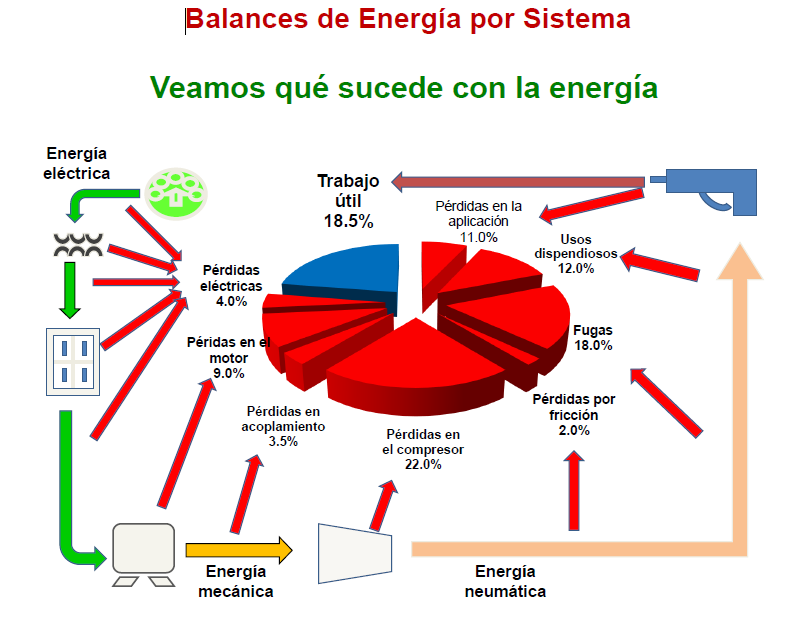 Balances de Energía por Sistema
Veamos qué sucede con la energía
Energía
eléctrica
Trabajo
útil
18.5%
Pérdidas en la
aplicación
11.0%
Usos
dispendiosos
12.0%
Pérdidas
eléctricas
4.0%
Fugas
18.0%
Péridas en el
motor
9.0%
Pérdidas por
fricción
2.0%
Pérdidas en
acoplamiento
3.5%
Pérdidas en
el compresor
22.0%
Energía
mecánica
Energía
neumática